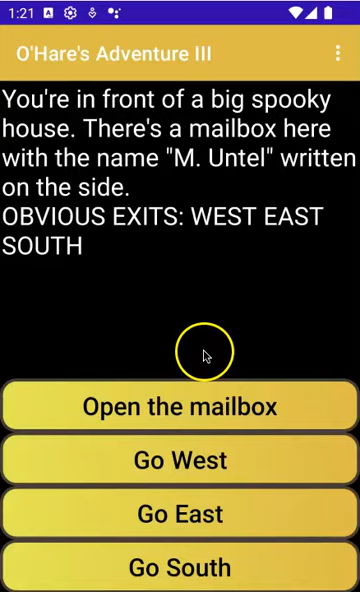 1:21
O'Hare's Adventure III
You're in front of a big spooky
house. There's a mailbox here
with the name "M. Untel" written
on the side.
OBVIOUS EXITS: WEST EAST
SOUTH
Open the mailbox
Go West
Go East
Go South